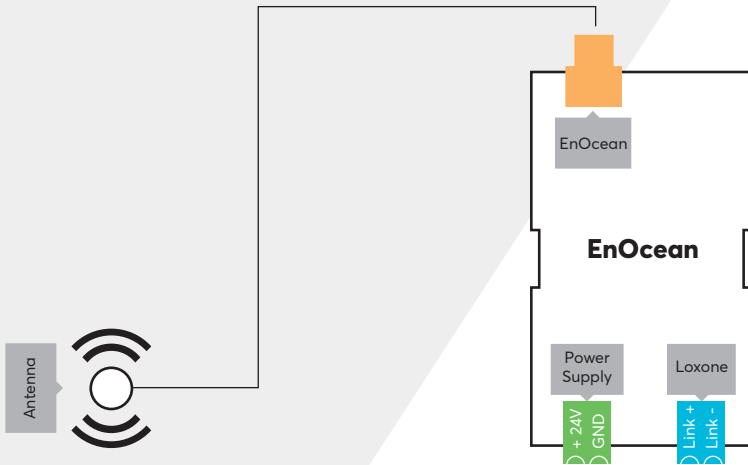 EnOcean
EnOcean
Antenna
Power
Supply
Loxone
+ 24V
GND
Link +
Link -